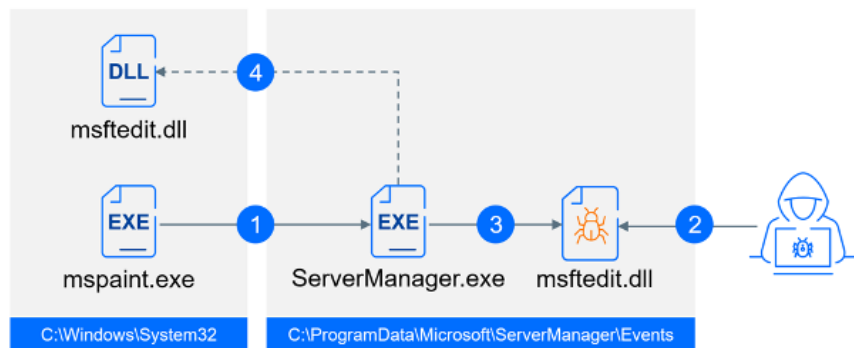 DLL
4
msftedit.dll
EXE
1
EXE
3
2
mspaint.exe
ServerManager.exe
msftedit.dll
C:\Windows\System32
C:\ProgramData\Microsoft\ServerManager\Events